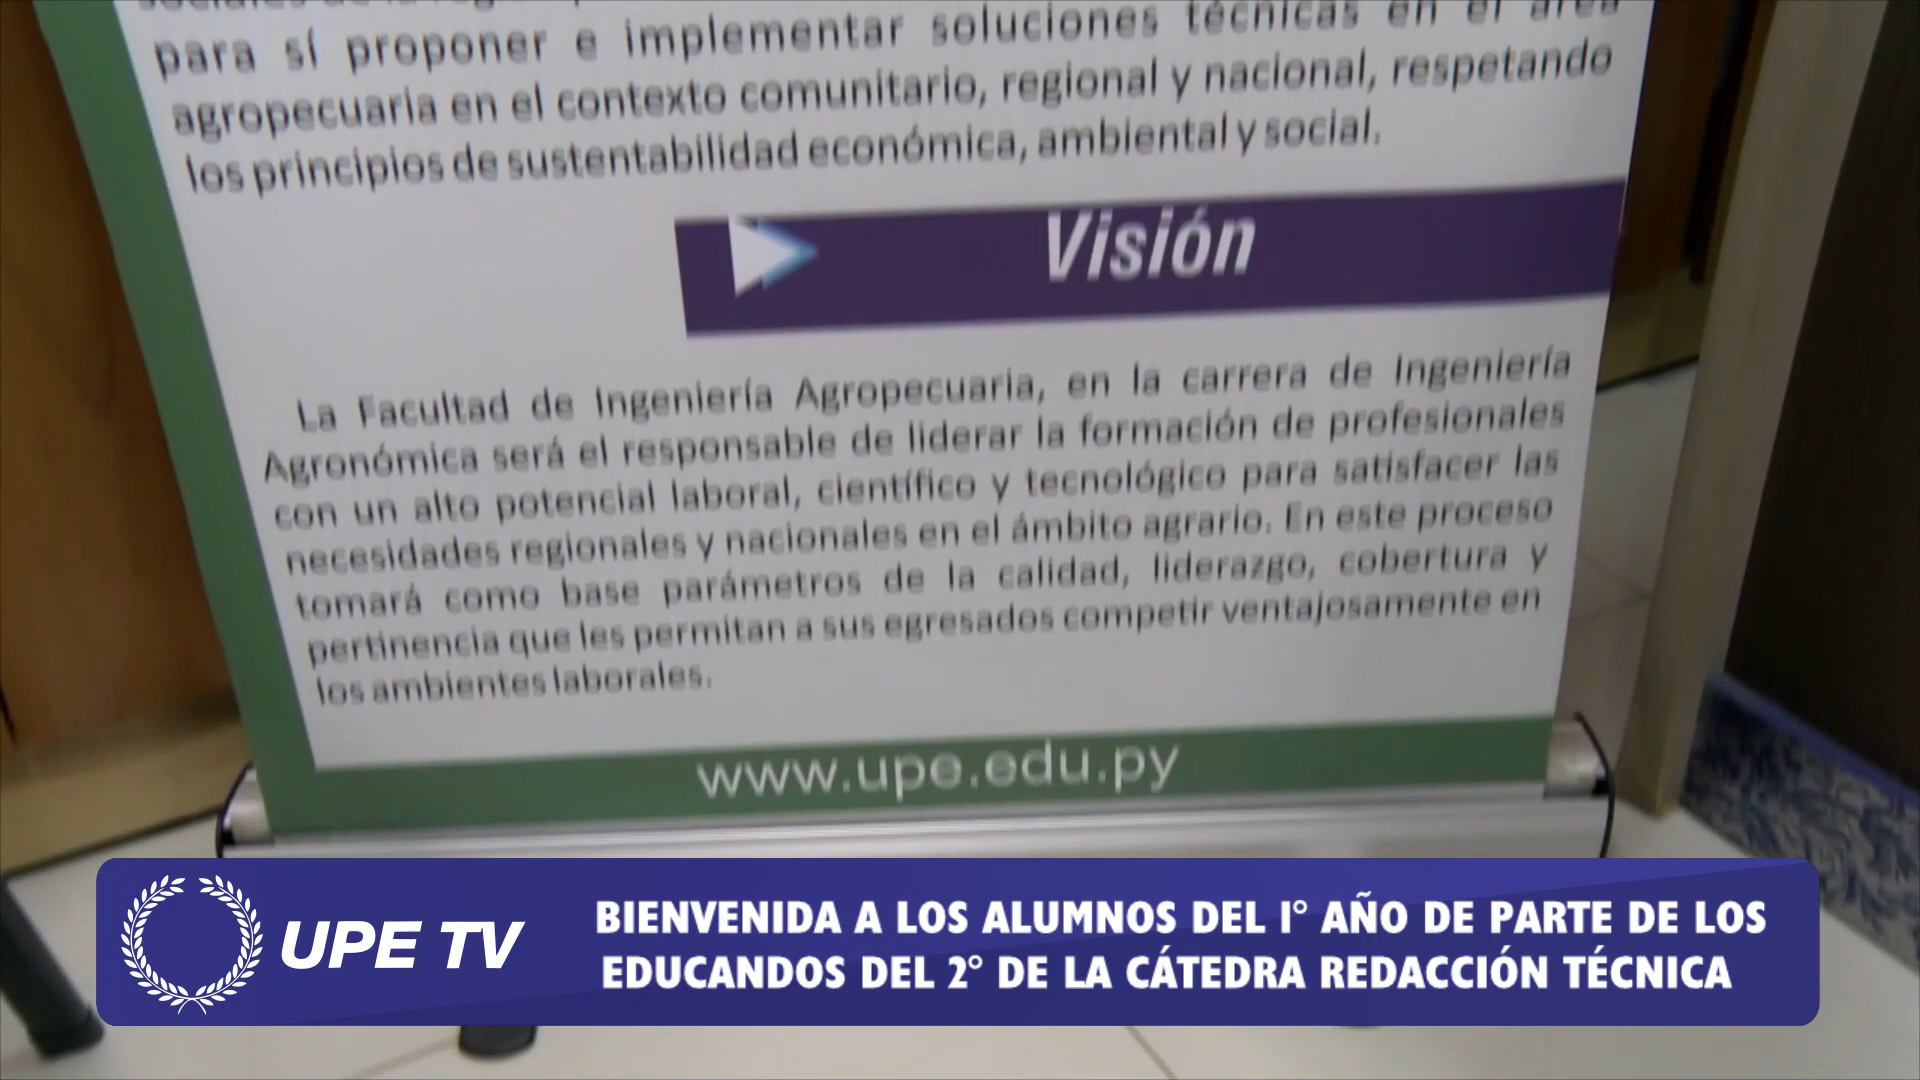 sociales de la
para sí proponer e implementar soluciones técnicas en el área
agropecuaria en el contexto comunitario, regional y nacional, respetando
los principios de sustentabilidad económica, ambiental y social.
Visión
La Facultad de Ingeniería Agropecuaria, en la carrera de Ingeniería
Agronómica será el responsable de liderar la formación de profesionales
con un alto potencial laboral, científico y tecnológico para satisfacer las
necesidades regionales y nacionales en el ámbito agrario. En este proceso
tomará como base parámetros de la calidad, liderazgo, cobertura y
pertinencia que les permitan a sus egresados competir ventajosamente en
los ambientes laborales.
www.upe.edu.py
UPE TV
BIENVENIDA A LOS ALUMNOS DEL 1° AÑO DE PARTE DE LOS
EDUCANDOS DEL 2° DE LA CÁTEDRA REDACCIÓN TÉCNICA